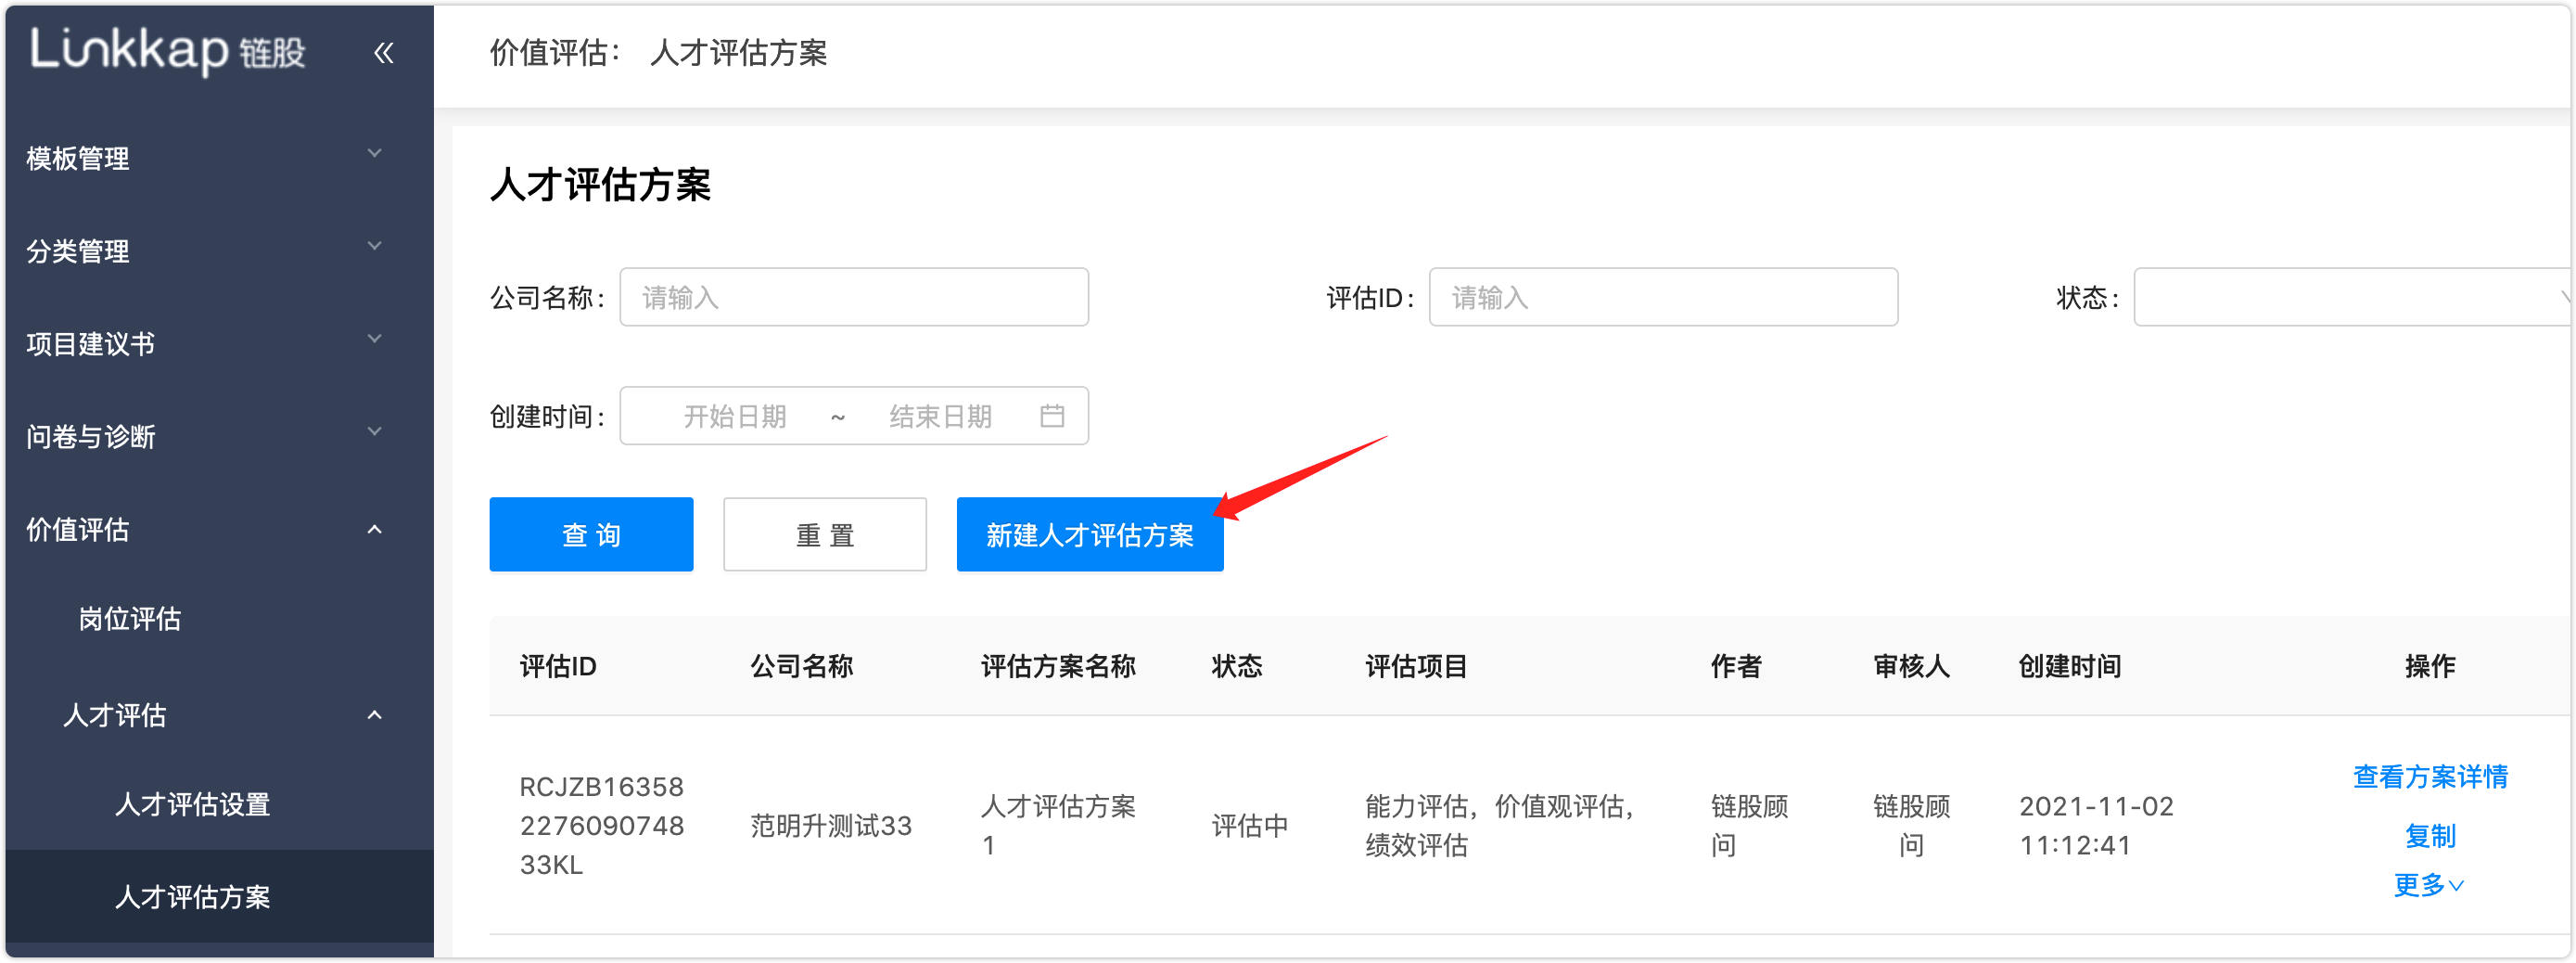 Linkkap 链股
模板管理
分类管理
项目建议书
问卷与诊断
价值评估
岗位评估
人才评估
人才评估设置
人才评估方案
价值评估： 人才评估方案
人才评估方案
公司名称： 请输入 评估ID： 请输入 状态：
创建时间： 开始日期 ~ 结束日期
查 询 重 置 新建人才评估方案
评估ID 公司名称 评估方案名称 状态 评估项目 作者 审核人 创建时间 操作
RCJZB16358
2276090748
33KL
范明升测试33
人才评估方案
1
评估中
能力评估，价值观评估，
绩效评估
链股顾
问
链股顾
问
2021-11-02
11:12:41
查看方案详情
复制
更多